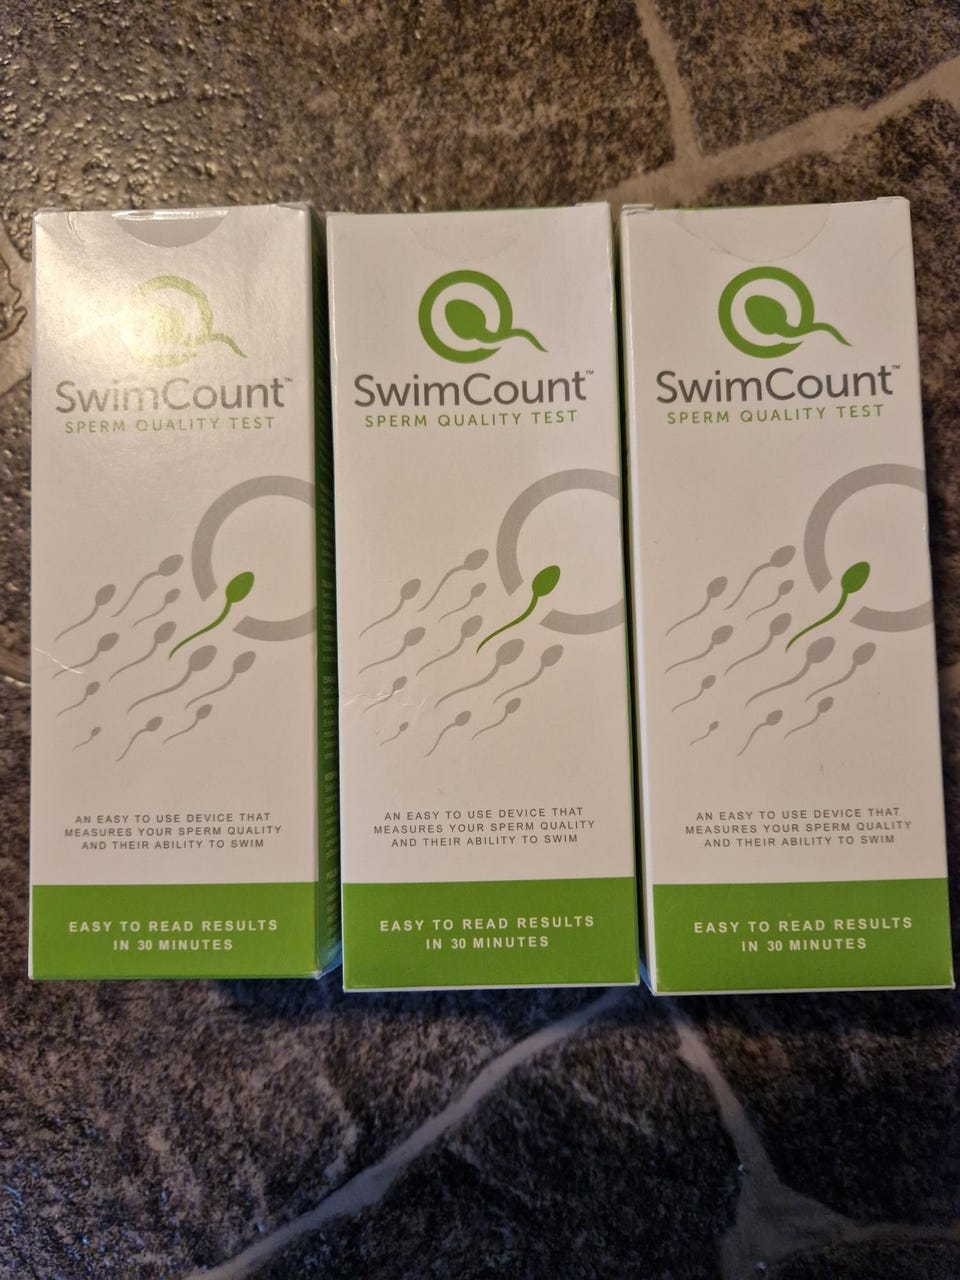 SwimCount™
SPERM QUALITY TEST
AN EASY TO USE DEVICE THAT
MEASURES YOUR SPERM QUALITY
AND THEIR ABILITY TO SWIM
EASY TO READ RESULTS
IN 30 MINUTES
SwimCount™
SPERM QUALITY TEST
AN EASY TO USE DEVICE THAT
MEASURES YOUR SPERM QUALITY
AND THEIR ABILITY TO SWIM
EASY TO READ RESULTS
IN 30 MINUTES
SwimCount™
SPERM QUALITY TEST
AN EASY TO USE DEVICE THAT
MEASURES YOUR SPERM QUALITY
AND THEIR ABILITY TO SWIM
EASY TO READ RESULTS
IN 30 MINUTES